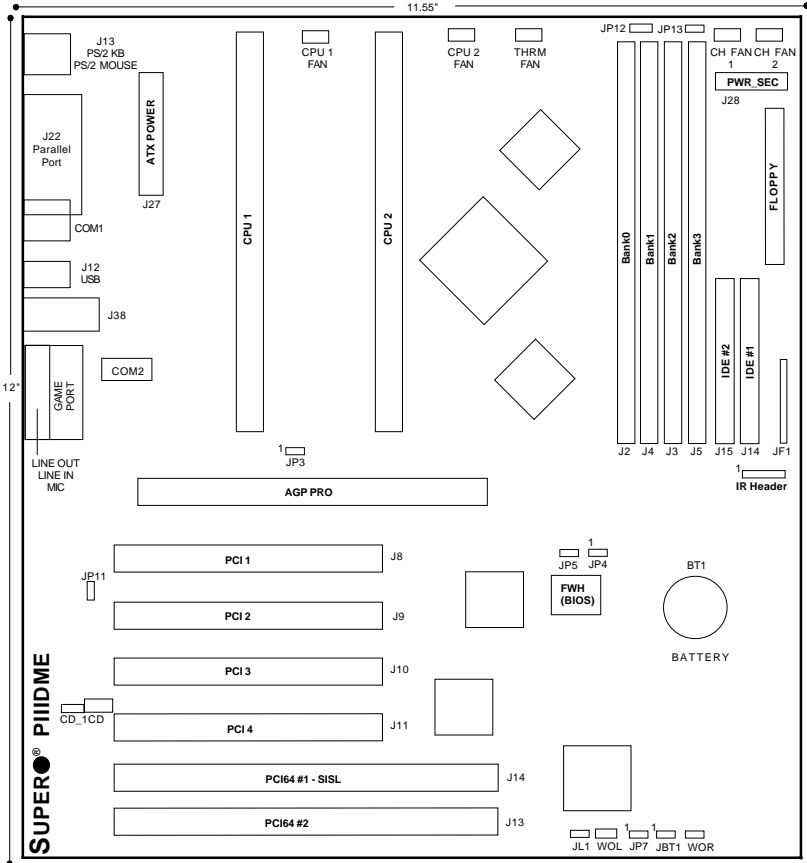 11.55"
J13
PS/2 KB
PS/2 MOUSE
CPU 1
FAN
CPU 2
FAN
THRM
FAN
JP12
JP13
CH FAN
1
CH FAN
2
PWR_SEC
J28
ATX POWER
J27
J22
Parallel
Port
COM1
J12
USB
J38
CPU 1
CPU 2
Bank0
Bank1
Bank2
Bank3
FLOPPY
IDE #2
IDE #1
12"
GAME
PORT
COM2
LINE OUT
LINE IN
MIC
1
JP3
J2
J4
J3
J5
J15
J14
JF1
1
IR Header
AGP PRO
PCI 1
J8
JP11
JP5
1
JP4
FWH
(BIOS)
BT1
BATTERY
PCI 2
J9
PCI 3
J10
CD_1
CD
PCI 4
J11
PCI64 #1 - SISL
J14
PCI64 #2
J13
SUPER® PIIIDME
JL1
WOL
1
JP7
1
JBT1
WOR